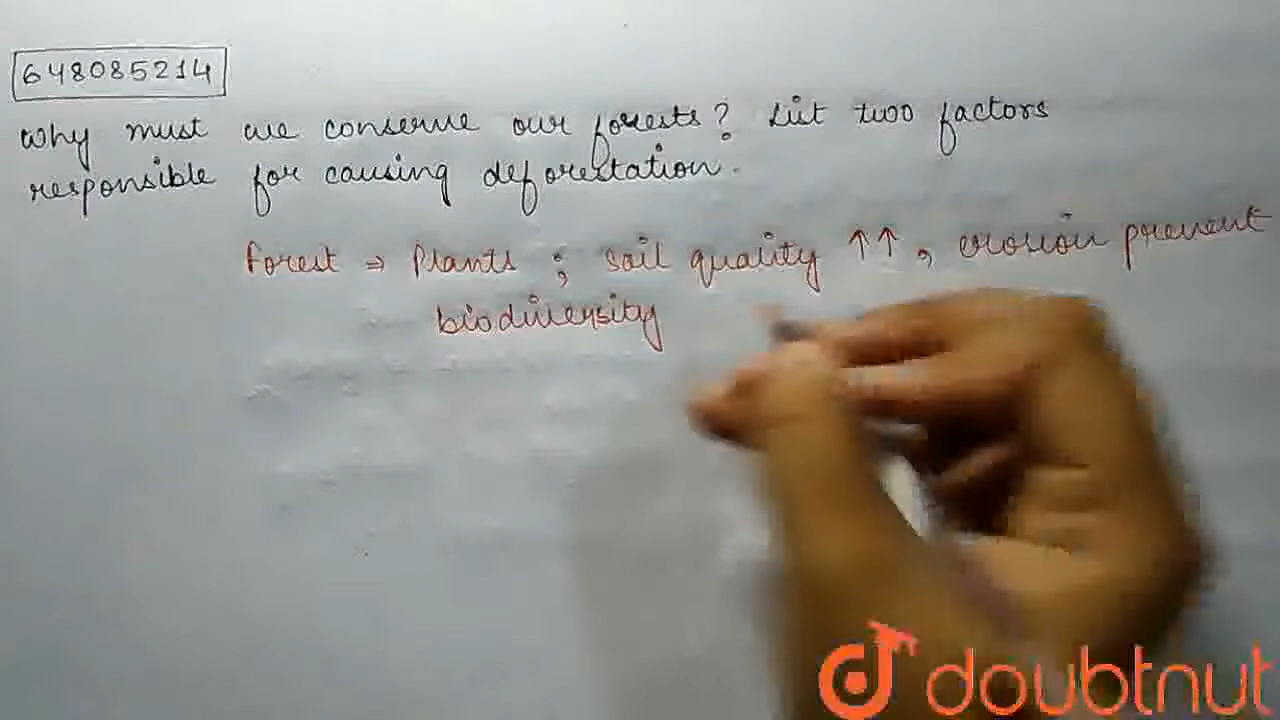 648085214
Why must we conserve our forests? List two factors
responsible for causing deforestation.
Forest ⇒ Plants ; soil quality ↑↑ , erosion prevent
biodiversity
doubtnut